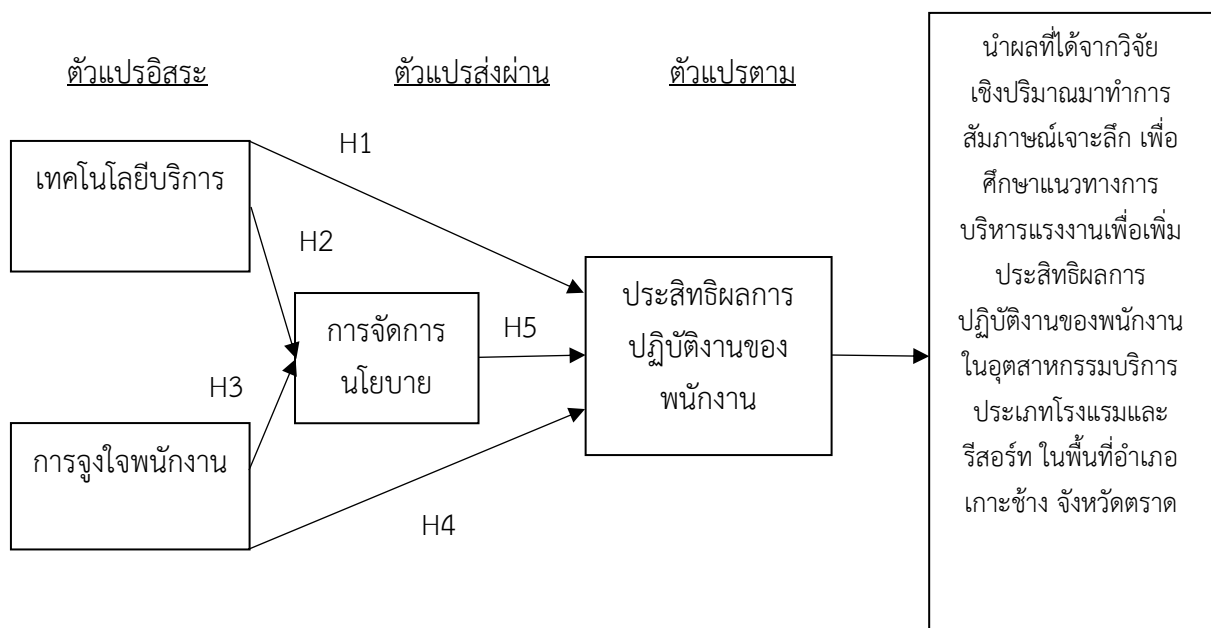 ตัวแปรอิสระ
ตัวแปรส่งผ่าน
ตัวแปรตาม
เทคโนโลยีบริการ
การจูงใจพนักงาน
H1
H2
H3
H4
H5
การจัดการ
นโยบาย
ประสิทธิผลการ
ปฏิบัติงานของ
พนักงาน
นำผลที่ได้จากวิจัย
เชิงปริมาณมาทำการ
สัมภาษณ์เจาะลึก เพื่อ
ศึกษาแนวทางการ
บริหารแรงงานเพื่อเพิ่ม
ประสิทธิผลการ
ปฏิบัติงานของพนักงาน
ในอุตสาหกรรมบริการ
ประเภทโรงแรมและ
รีสอร์ท ในพื้นที่อำเภอ
เกาะช้าง จังหวัดตราด